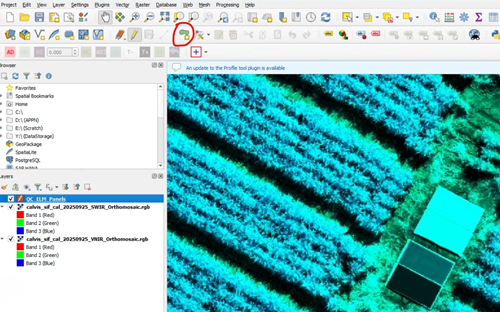 Project Edit View Layer Settings Plugins Vector Raster Database Web Mesh Processing Help
AD
0.000
An update to the Profile tool plugin is available
Browser
Favorites
Spatial Bookmarks
Home
C:\
D:\ (APPN)
E:\ (Scratch)
Y:\ (DataStorage)
GeoPackage
SpatiaLite
PostgreSQL
SAP HANA
Layers
QC_ELM_Panels
calvis_sif_cal_20250925_SWIR_Orthomosaic.rgb
Band 1 (Red)
Band 2 (Green)
Band 3 (Blue)
calvis_sif_cal_20250925_VNIR_Orthomosaic.rgb
Band 1 (Red)
Band 2 (Green)
Band 3 (Blue)